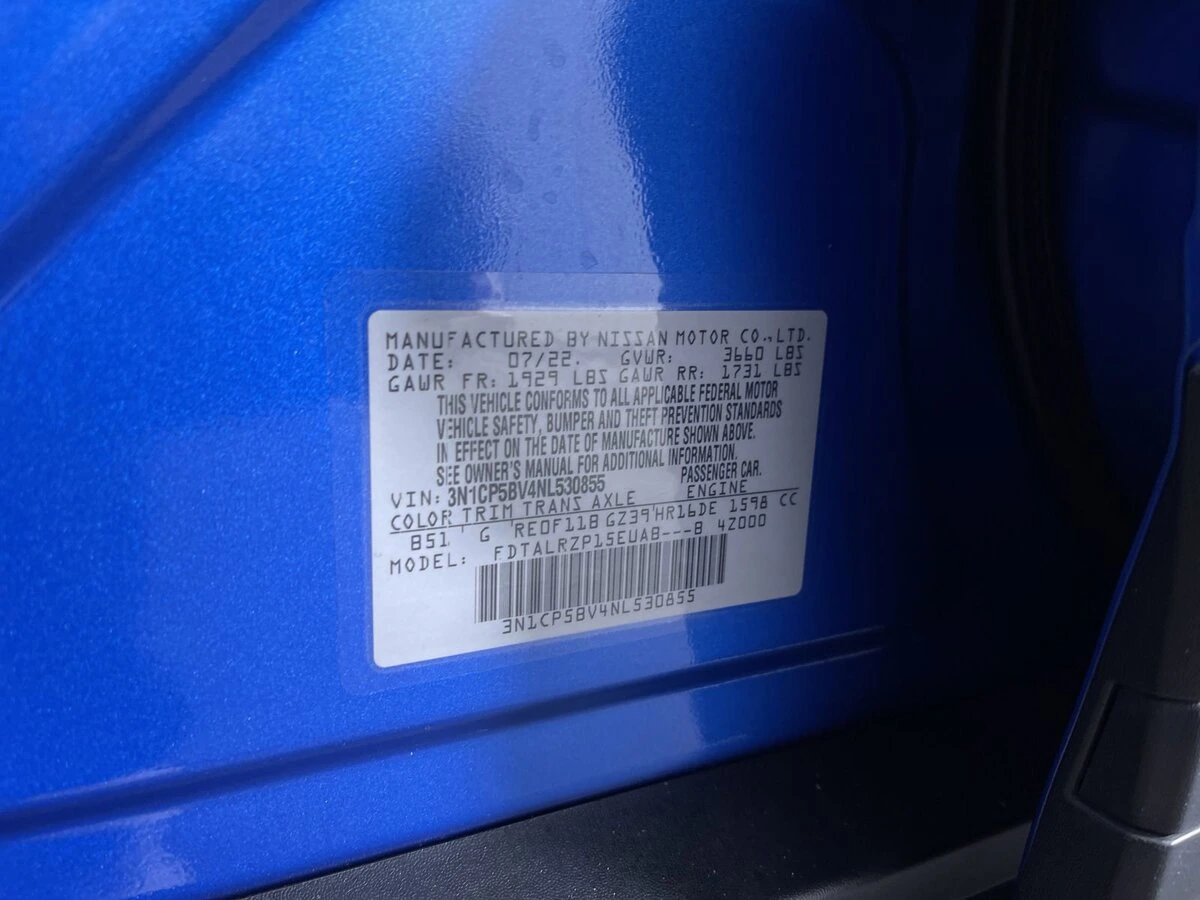 MANUFACTURED BY NISSAN MOTOR CO.,LTD.
DATE: 07/22. GVWR: 3660 LBS
GAWR FR: 1929 LBS GAWR RR: 1731 LBS
THIS VEHICLE CONFORMS TO ALL APPLICABLE FEDERAL MOTOR
VEHICLE SAFETY, BUMPER AND THEFT PREVENTION STANDARDS
IN EFFECT ON THE DATE OF MANUFACTURE SHOWN ABOVE.
SEE OWNER'S MANUAL FOR ADDITIONAL INFORMATION.
VIN: 3N1CP5BV4NL530855 PASSENGER CAR.
COLOR TRIM TRANS AXLE ENGINE
B51 G RE0F11B GZ39 HR16DE 1598 CC
MODEL: FDTALRZP15EUAB---B 4Z000
3N1CP5BV4NL530855